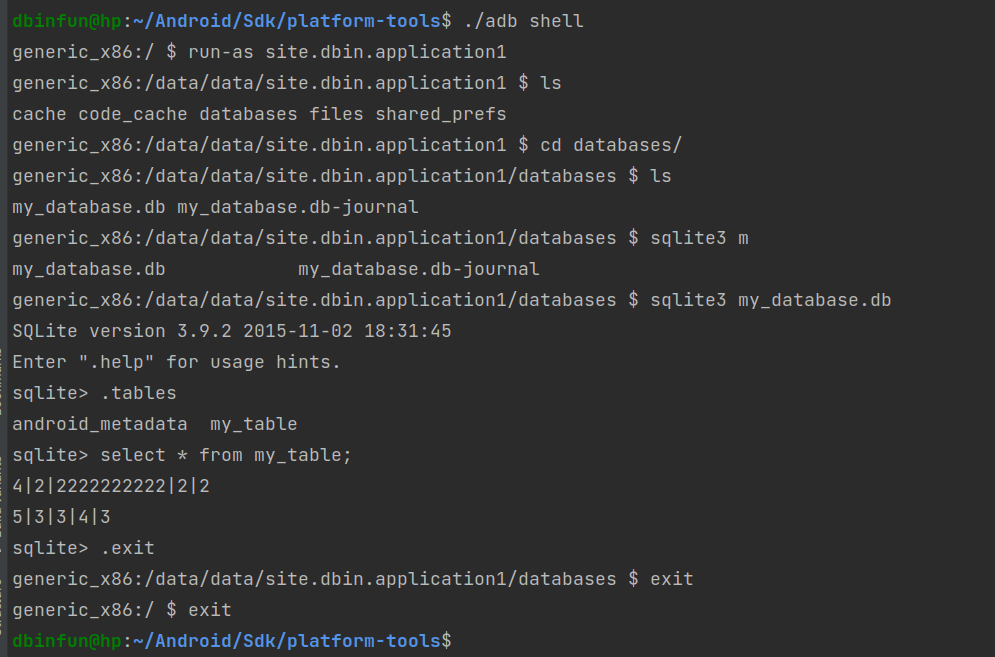 dbinfun@hp:~/Android/Sdk/platform-tools$ ./adb shell
generic_x86:/ $ run-as site.dbin.application1
generic_x86:/data/data/site.dbin.application1 $ ls
cache code_cache databases files shared_prefs
generic_x86:/data/data/site.dbin.application1 $ cd databases/
generic_x86:/data/data/site.dbin.application1/databases $ ls
my_database.db my_database.db-journal
generic_x86:/data/data/site.dbin.application1/databases $ sqlite3 m
my_database.db            my_database.db-journal
generic_x86:/data/data/site.dbin.application1/databases $ sqlite3 my_database.db
SQLite version 3.9.2 2015-11-02 18:31:45
Enter ".help" for usage hints.
sqlite> .tables
android_metadata  my_table
sqlite> select * from my_table;
4|2|2222222222|2|2
5|3|3|4|3
sqlite> .exit
generic_x86:/data/data/site.dbin.application1/databases $ exit
generic_x86:/ $ exit
dbinfun@hp:~/Android/Sdk/platform-tools$